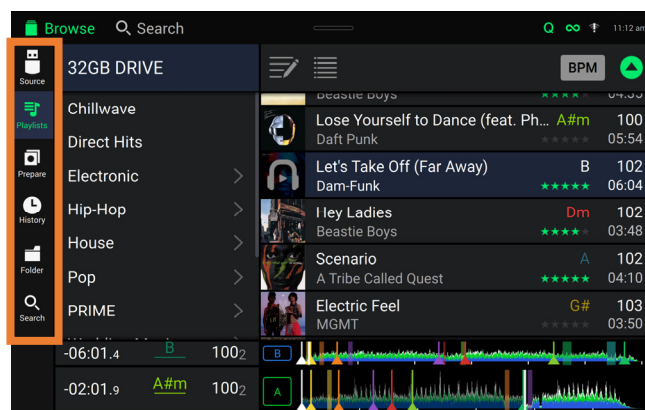 Browse Search Q 11:12 am
Source
Playlists
Prepare
History
Folder
Search
32GB DRIVE
Chillwave
Direct Hits
Electronic
Hip-Hop
House
Pop
PRIME
BPM
Beastie Boys 04:35
Lose Yourself to Dance (feat. Ph... A#m 100
Daft Punk 05:54
Let's Take Off (Far Away) B 102
Dam-Funk 06:04
Hey Ladies Dm 102
Beastie Boys 03:48
Scenario A 102
A Tribe Called Quest 04:10
Electric Feel G# 103
MGMT 03:50
-06:01.4 B 1002 B
-02:01.9 A#m 1002 A